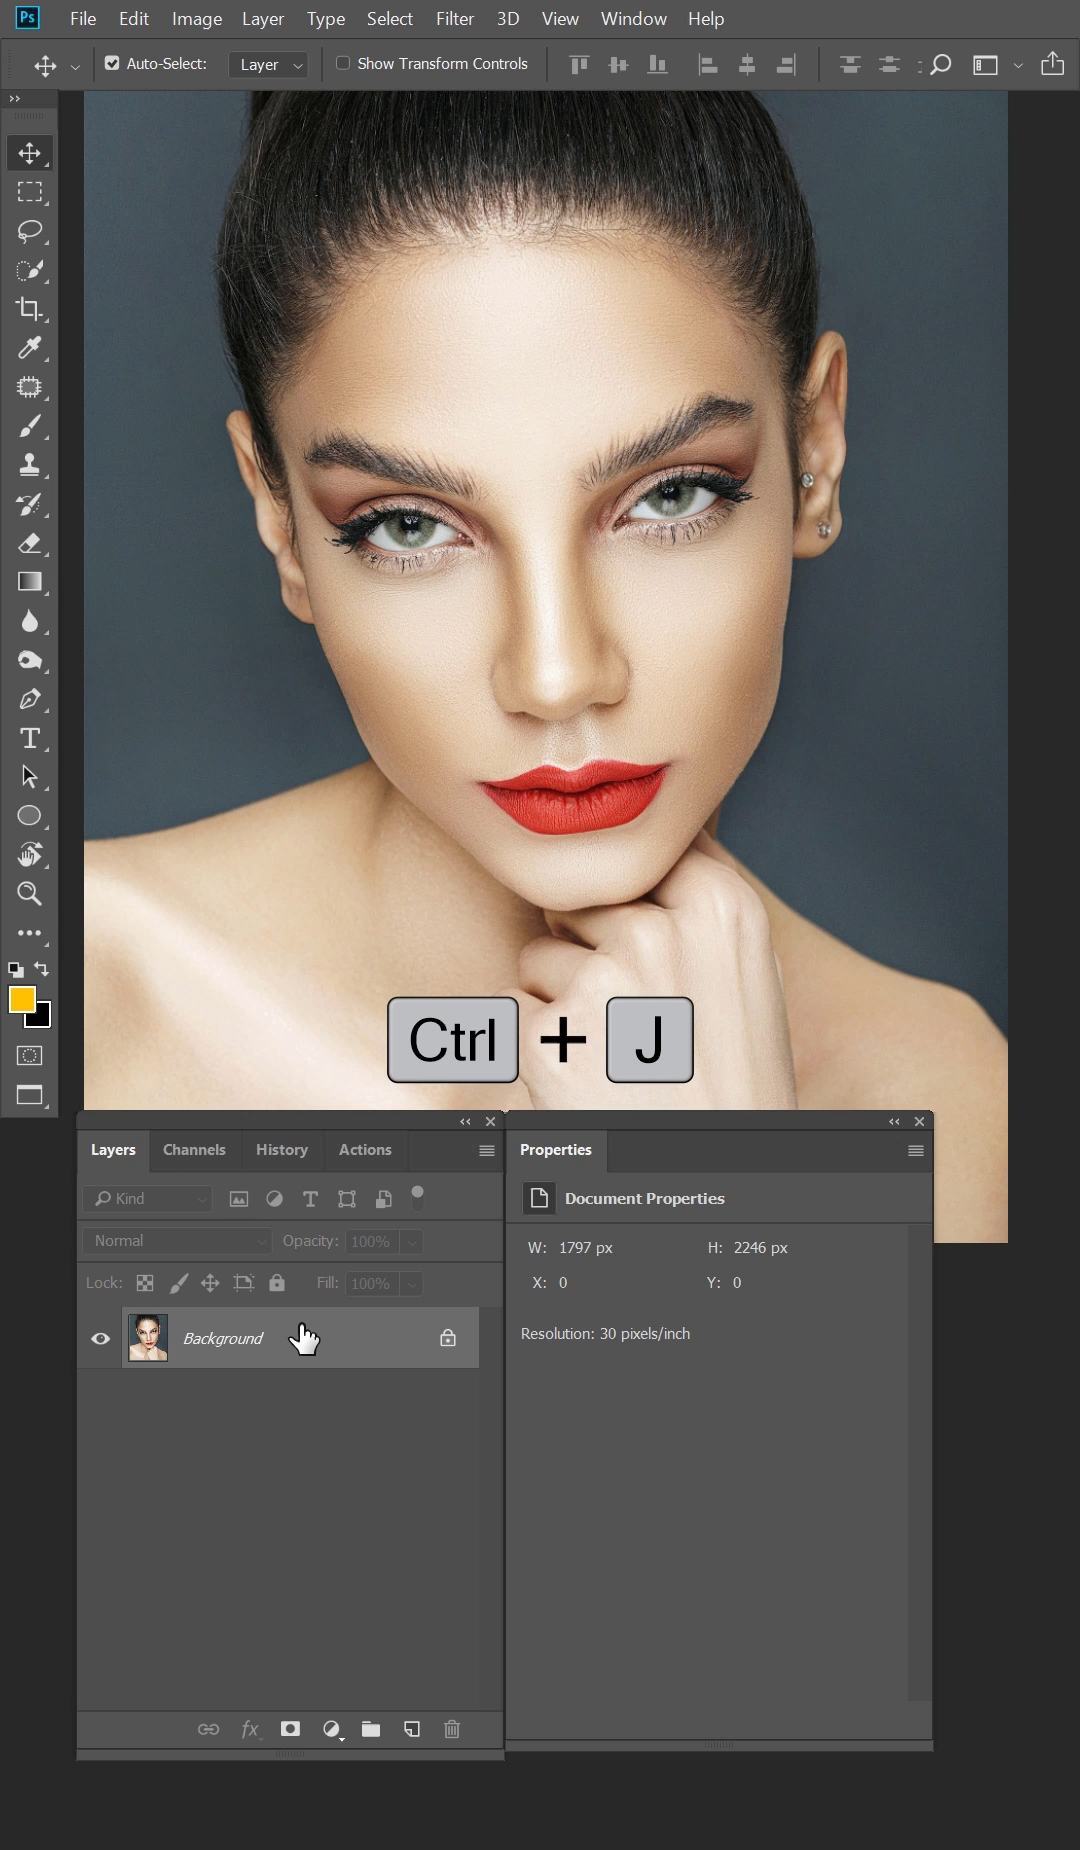 Ps File Edit Image Layer Type Select Filter 3D View Window Help
Auto-Select: Layer Show Transform Controls
Ctrl + J
Layers Channels History Actions
Kind
Normal Opacity: 100%
Lock: Fill: 100%
Background
Properties
Document Properties
W: 1797 px H: 2246 px
X: 0 Y: 0
Resolution: 30 pixels/inch
fx